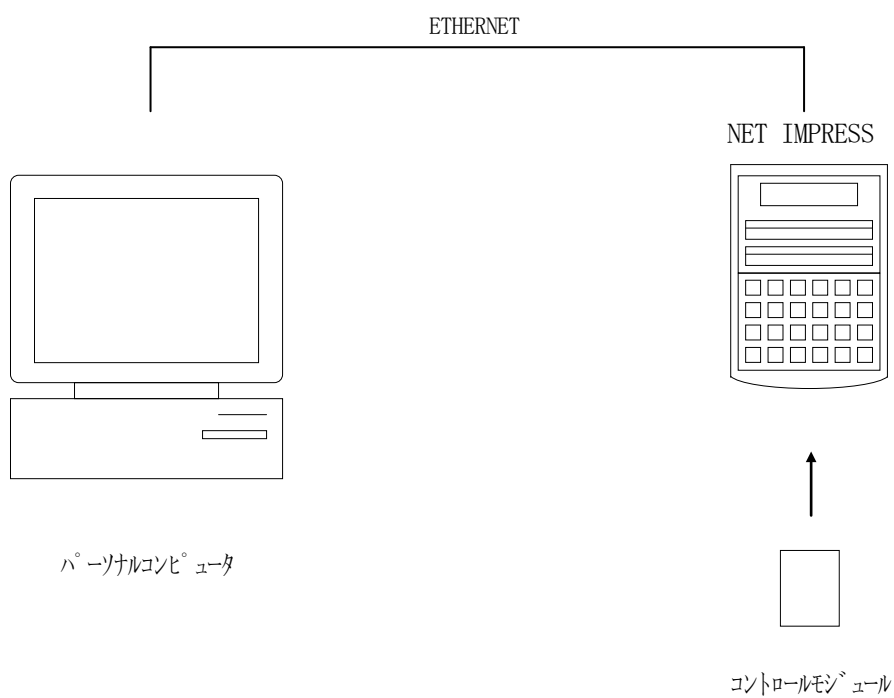 ETHERNET
NET IMPRESS
ﾊﾟｰｿﾅﾙｺﾝﾋﾟｭｰﾀ
ｺﾝﾄﾛｰﾙﾓｼﾞｭｰﾙ